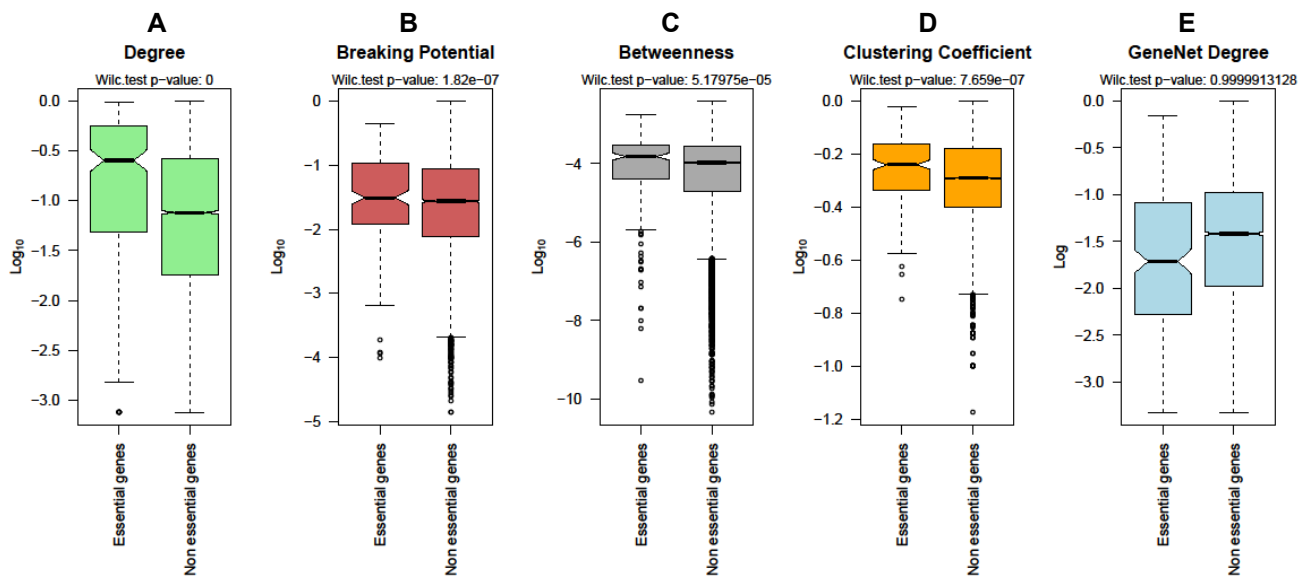 A
Degree
Wilc.test p−value: 0
Log10
0.0
−0.5
−1.0
−1.5
−2.0
−2.5
−3.0
Essential genes
Non essential genes
B
Breaking Potential
Wilc.test p−value: 1.82e−07
Log10
0
−1
−2
−3
−4
−5
Essential genes
Non essential genes
C
Betweenness
Wilc.test p−value: 5.17975e−05
Log10
−4
−6
−8
−10
Essential genes
Non essential genes
D
Clustering Coefficient
Wilc.test p−value: 7.659e−07
Log10
0.0
−0.2
−0.4
−0.6
−0.8
−1.0
−1.2
Essential genes
Non essential genes
E
GeneNet Degree
Wilc.test p−value: 0.9999913128
Log
0.0
−0.5
−1.0
−1.5
−2.0
−3.0
Essential genes
Non essential genes